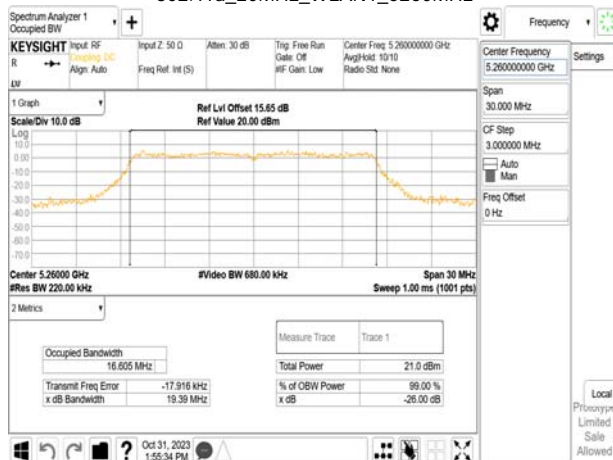 Spectrum Analyzer 1
Occupied BW
KEYSIGHT
R
Input: RF
Coupling: DC
Align: Auto
Input Z: 50 Ω
Freq Ref: Int (S)
Atten: 30 dB
Trig: Free Run
Gate: Off
#IF Gain: Low
Center Freq: 5.260000000 GHz
Avg|Hold: 10/10
Radio Std: None
LVI
1 Graph
Scale/Div 10.0 dB
Ref Lvl Offset 15.65 dB
Ref Value 20.00 dBm
Log
10.0
0.00
-10.0
-20.0
-30.0
-40.0
-50.0
-60.0
-70.0
Center 5.26000 GHz
#Res BW 220.00 kHz
#Video BW 680.00 kHz
Span 30 MHz
Sweep 1.00 ms (1001 pts)
2 Metrics
Measure Trace Trace 1
Occupied Bandwidth
16.605 MHz
Total Power 21.0 dBm
Transmit Freq Error -17.916 kHz
% of OBW Power 99.00 %
x dB Bandwidth 19.39 MHz
x dB -26.00 dB
Frequency
Settings
Center Frequency
5.260000000 GHz
Span
30.000 MHz
CF Step
3.000000 MHz
Auto
Man
Freq Offset
0 Hz
Local
Prototype
Limited
Sale
Allowed
Oct 31, 2023
1:55:34 PM